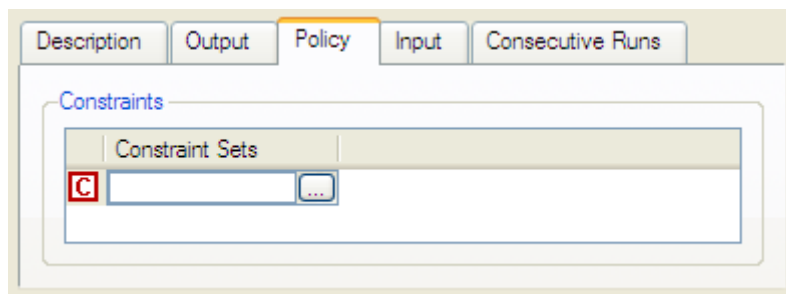 Description Output Policy Input Consecutive Runs
Constraints
Constraint Sets
C ...